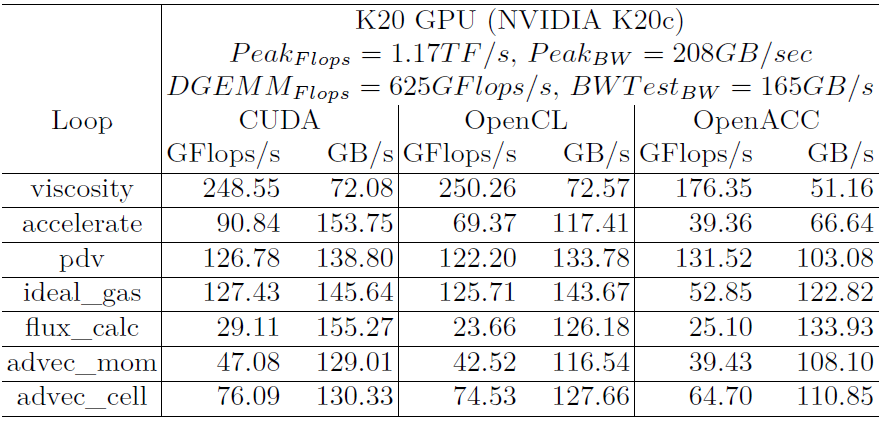 K20 GPU (NVIDIA K20c)
Peak_Flops = 1.17TF/s, Peak_BW = 208GB/sec
DGEMM_Flops = 625GFlops/s, BWTest_BW = 165GB/s
Loop CUDA OpenCL OpenACC
GFlops/s GB/s GFlops/s GB/s GFlops/s GB/s
viscosity 248.55 72.08 250.26 72.57 176.35 51.16
accelerate 90.84 153.75 69.37 117.41 39.36 66.64
pdv 126.78 138.80 122.20 133.78 131.52 103.08
ideal_gas 127.43 145.64 125.71 143.67 52.85 122.82
flux_calc 29.11 155.27 23.66 126.18 25.10 133.93
advec_mom 47.08 129.01 42.52 116.54 39.43 108.10
advec_cell 76.09 130.33 74.53 127.66 64.70 110.85